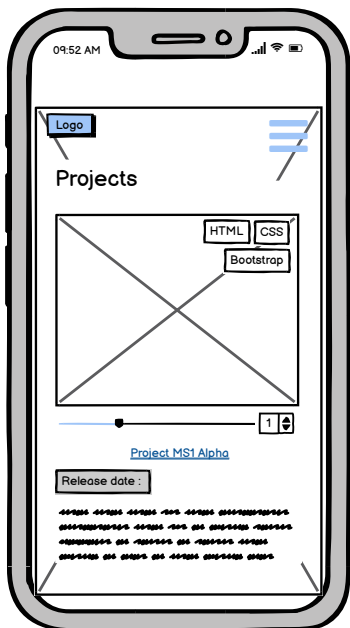 09:52 AM
Logo
Projects
HTML CSS
Bootstrap
1
Project MS1 Alpha
Release date :